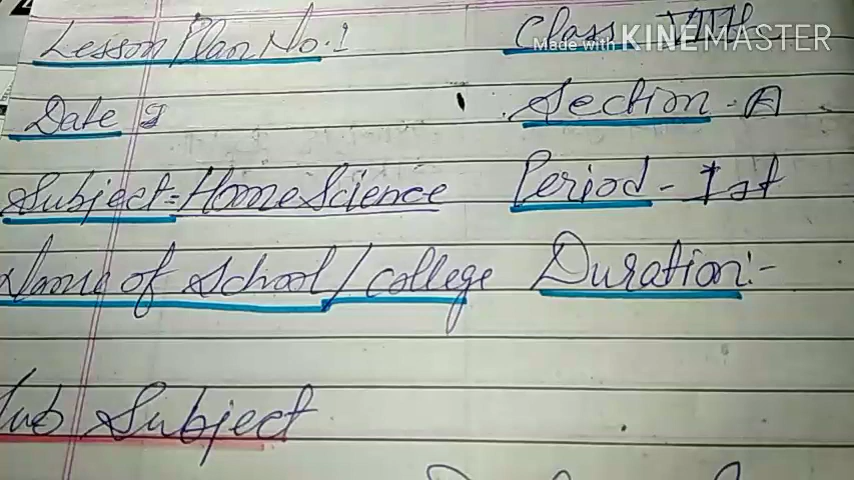 Lesson Plan No. 1 Class VIIth
Made with KINEMASTER
Date Section - A
Subject = Home Science Period - Ist
Name of School / College Duration :-
Sub Subject